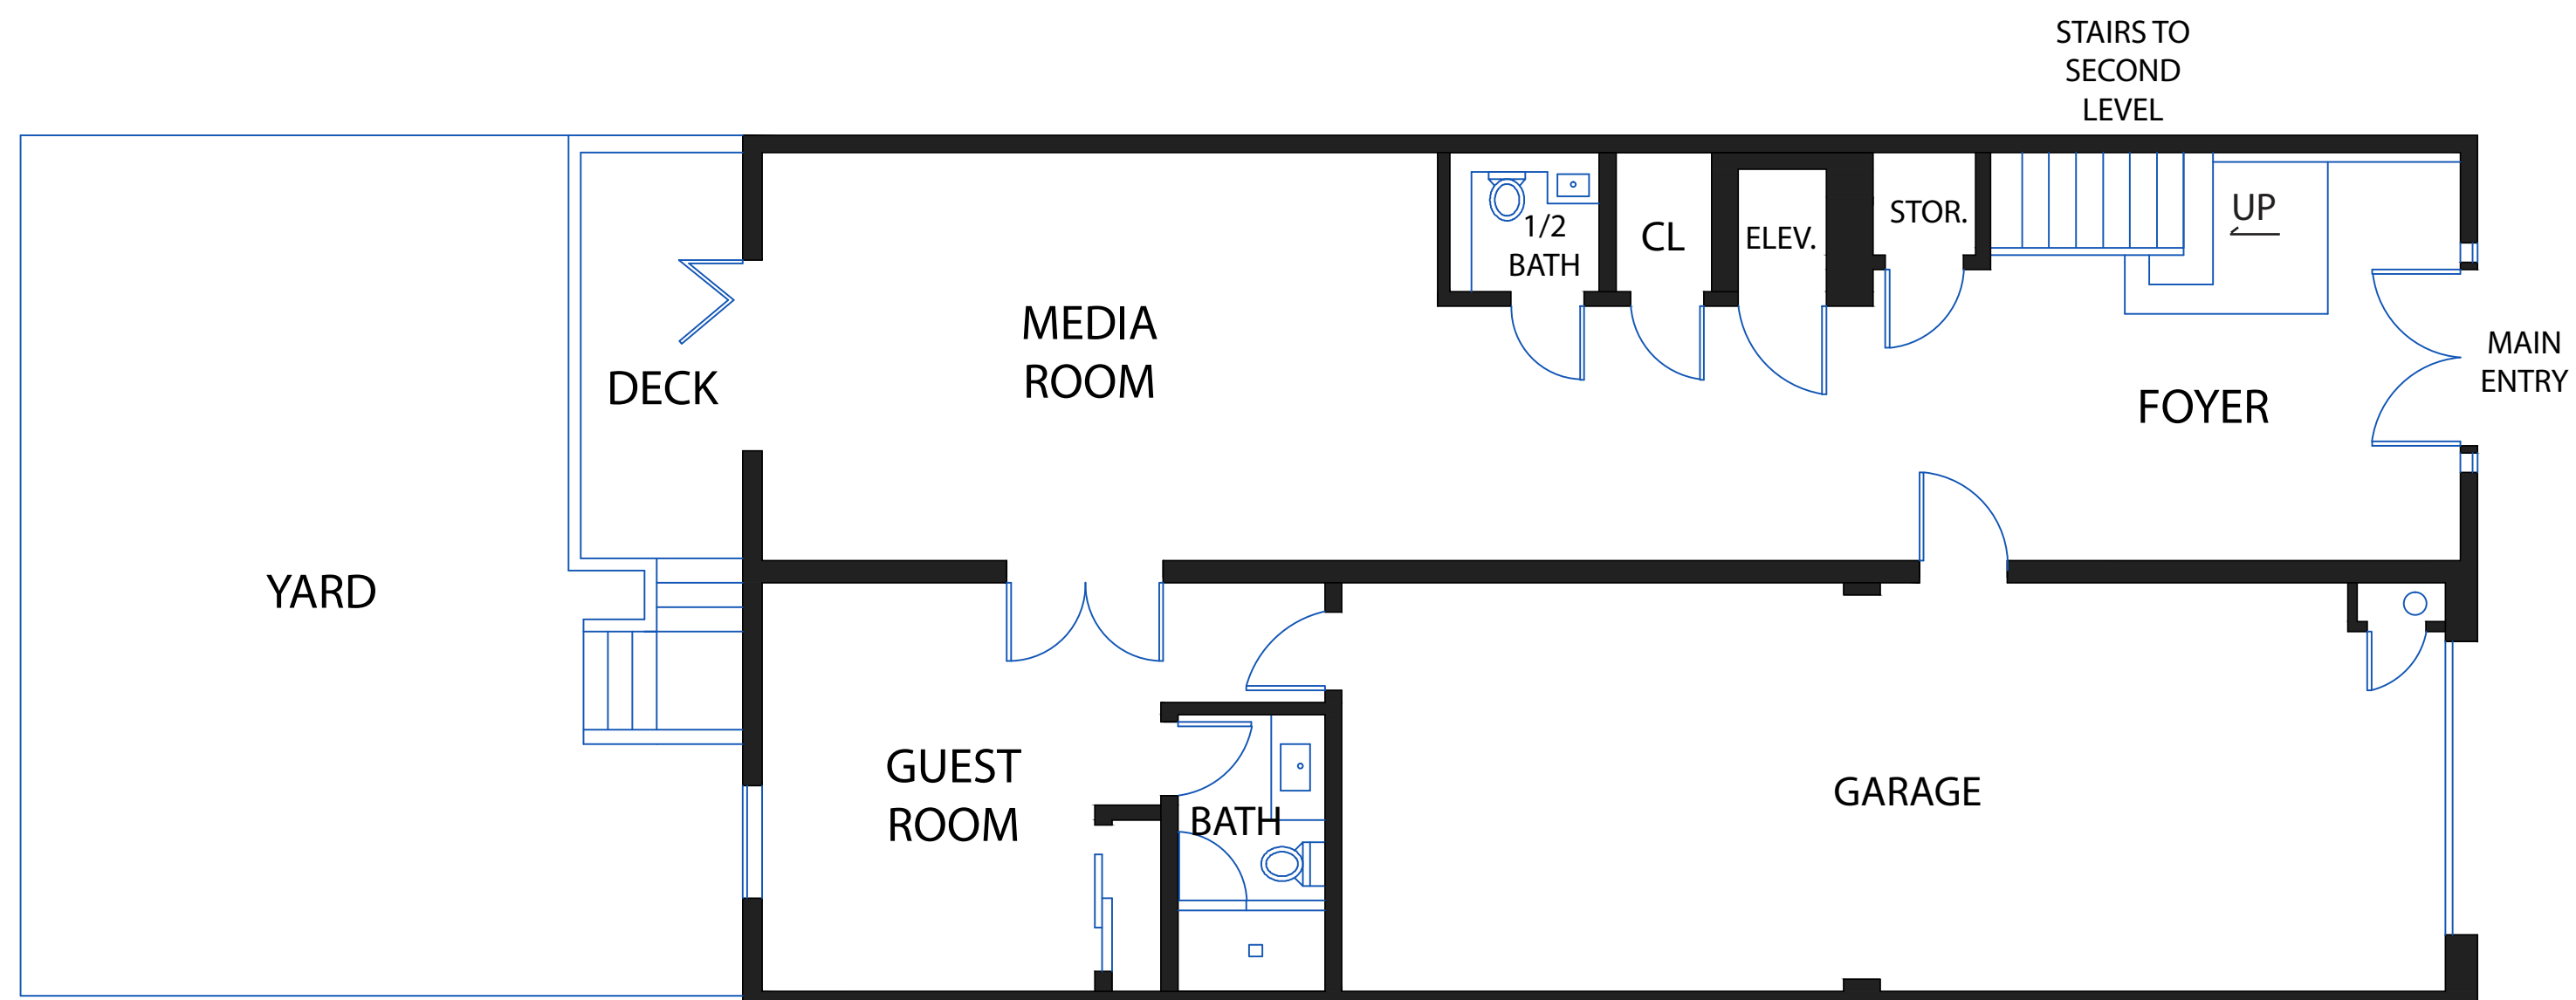 STAIRS TO
SECOND
LEVEL
UP
STOR.
1/2
BATH
CL
ELEV.
MEDIA
ROOM
DECK
FOYER
MAIN
ENTRY
YARD
GUEST
ROOM
BATH
GARAGE